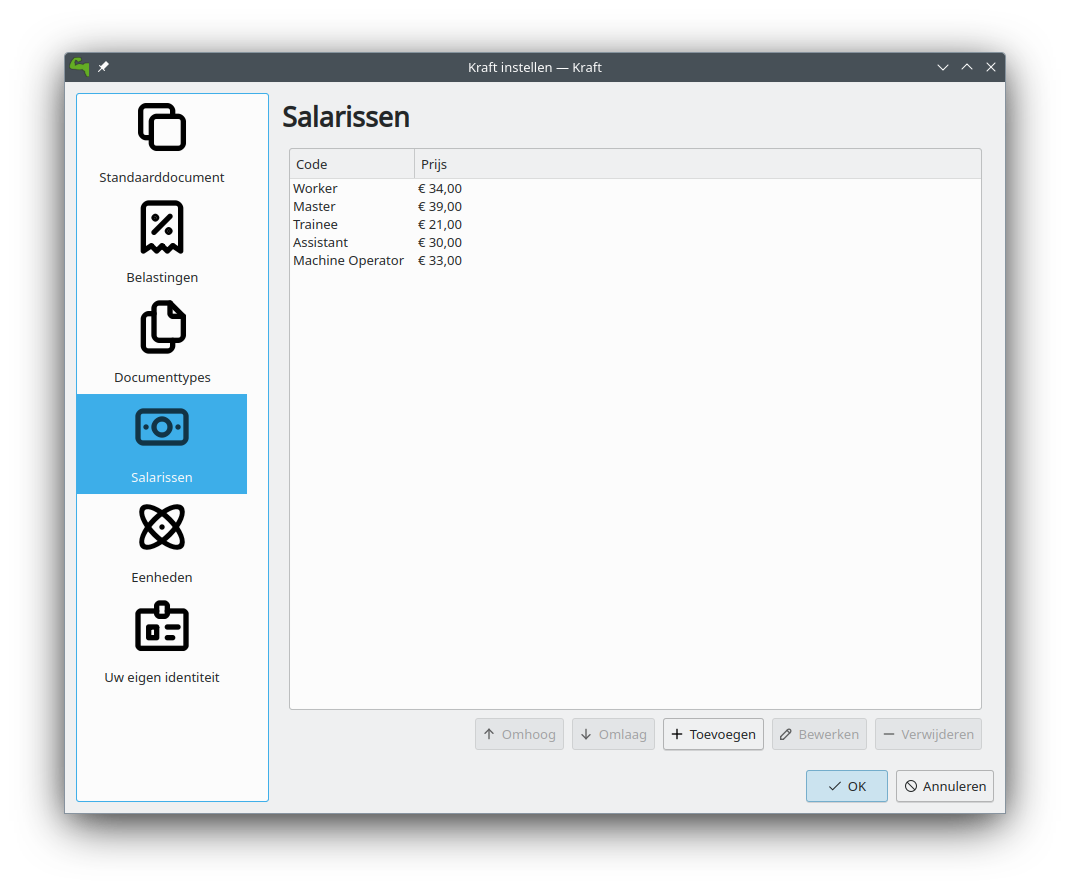 Kraft instellen — Kraft
Standaarddocument
Belastingen
Documenttypes
Salarissen
Eenheden
Uw eigen identiteit
Salarissen
Code Prijs
Worker € 34,00
Master € 39,00
Trainee € 21,00
Assistant € 30,00
Machine Operator € 33,00
Omhoog Omlaag Toevoegen Bewerken Verwijderen
OK Annuleren